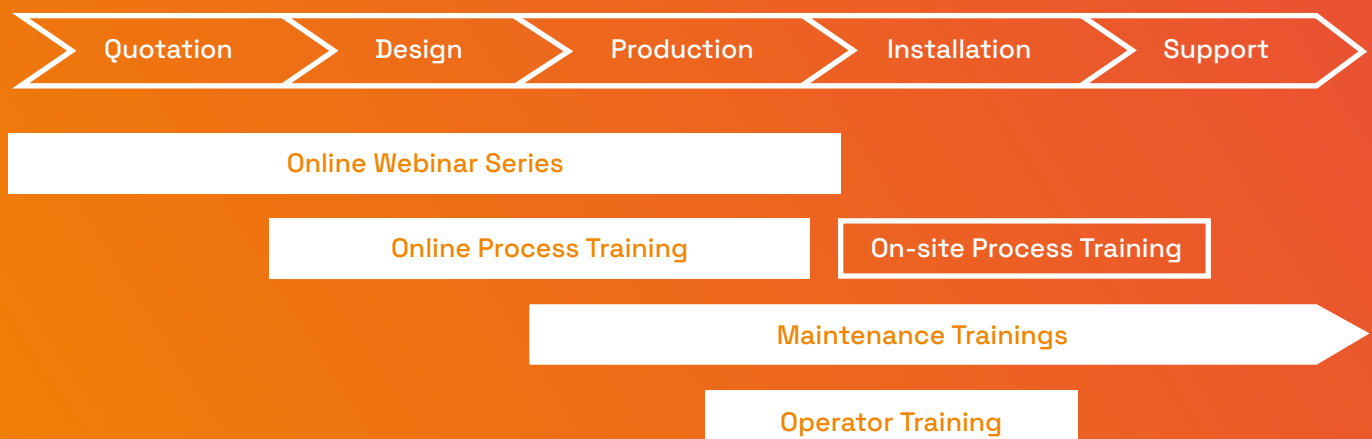 Quotation Design Production Installation Support
Online Webinar Series
Online Process Training On-site Process Training
Maintenance Trainings
Operator Training